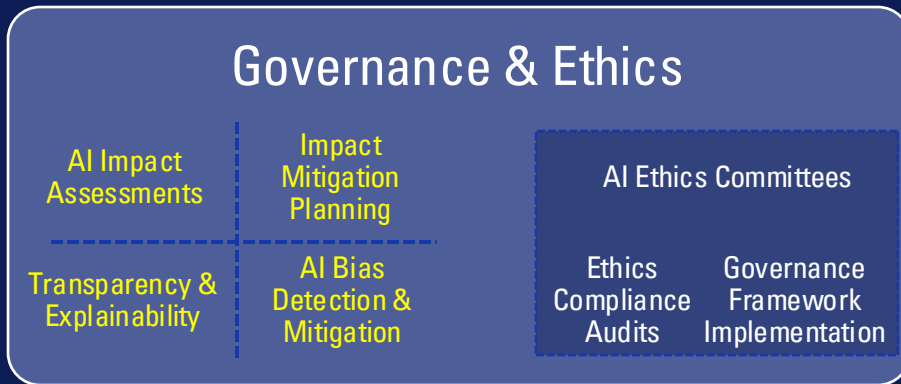 Governance & Ethics
AI Impact
Assessments
Impact
Mitigation
Planning
Transparency &
Explainability
AI Bias
Detection &
Mitigation
AI Ethics Committees
Ethics
Compliance
Audits
Governance
Framework
Implementation